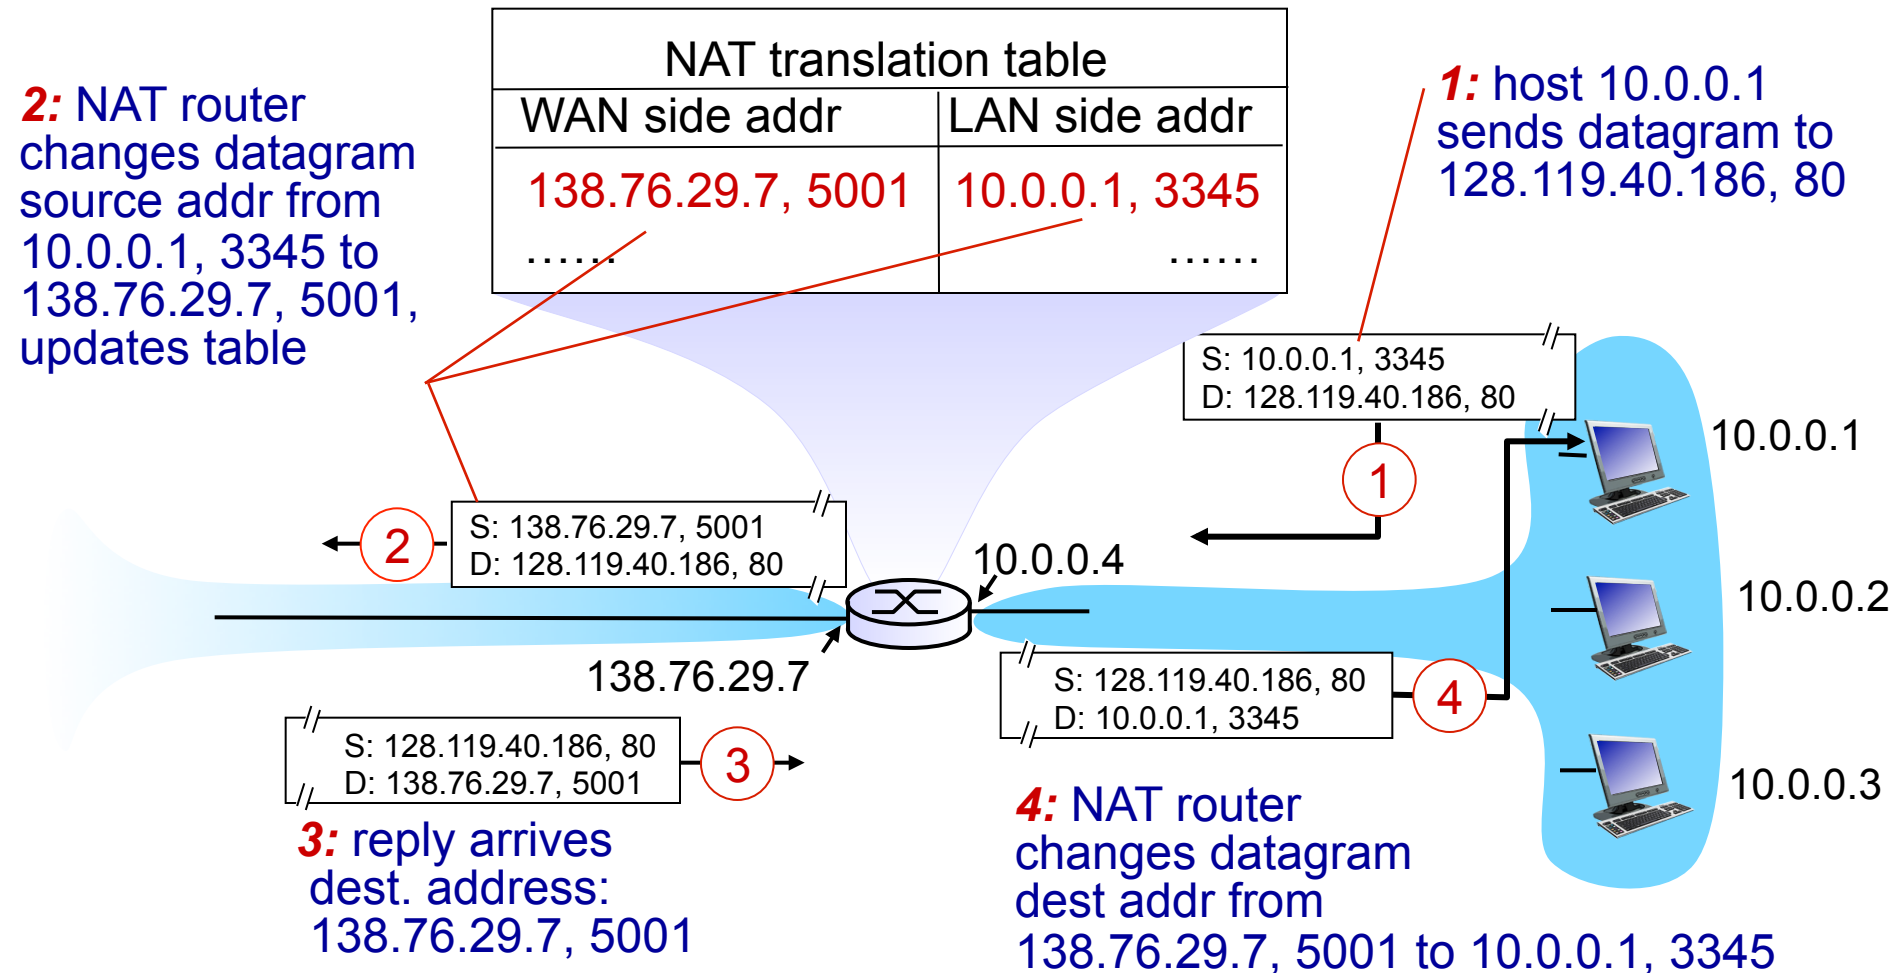 NAT translation table
WAN side addr LAN side addr
138.76.29.7, 5001 10.0.0.1, 3345
...... ......
2: NAT router
changes datagram
source addr from
10.0.0.1, 3345 to
138.76.29.7, 5001,
updates table
1: host 10.0.0.1
sends datagram to
128.119.40.186, 80
S: 10.0.0.1, 3345
D: 128.119.40.186, 80
1
10.0.0.1
S: 138.76.29.7, 5001
D: 128.119.40.186, 80
2
10.0.0.4
10.0.0.2
138.76.29.7
S: 128.119.40.186, 80
D: 10.0.0.1, 3345
4
S: 128.119.40.186, 80
D: 138.76.29.7, 5001
3
10.0.0.3
3: reply arrives
dest. address:
138.76.29.7, 5001
4: NAT router
changes datagram
dest addr from
138.76.29.7, 5001 to 10.0.0.1, 3345